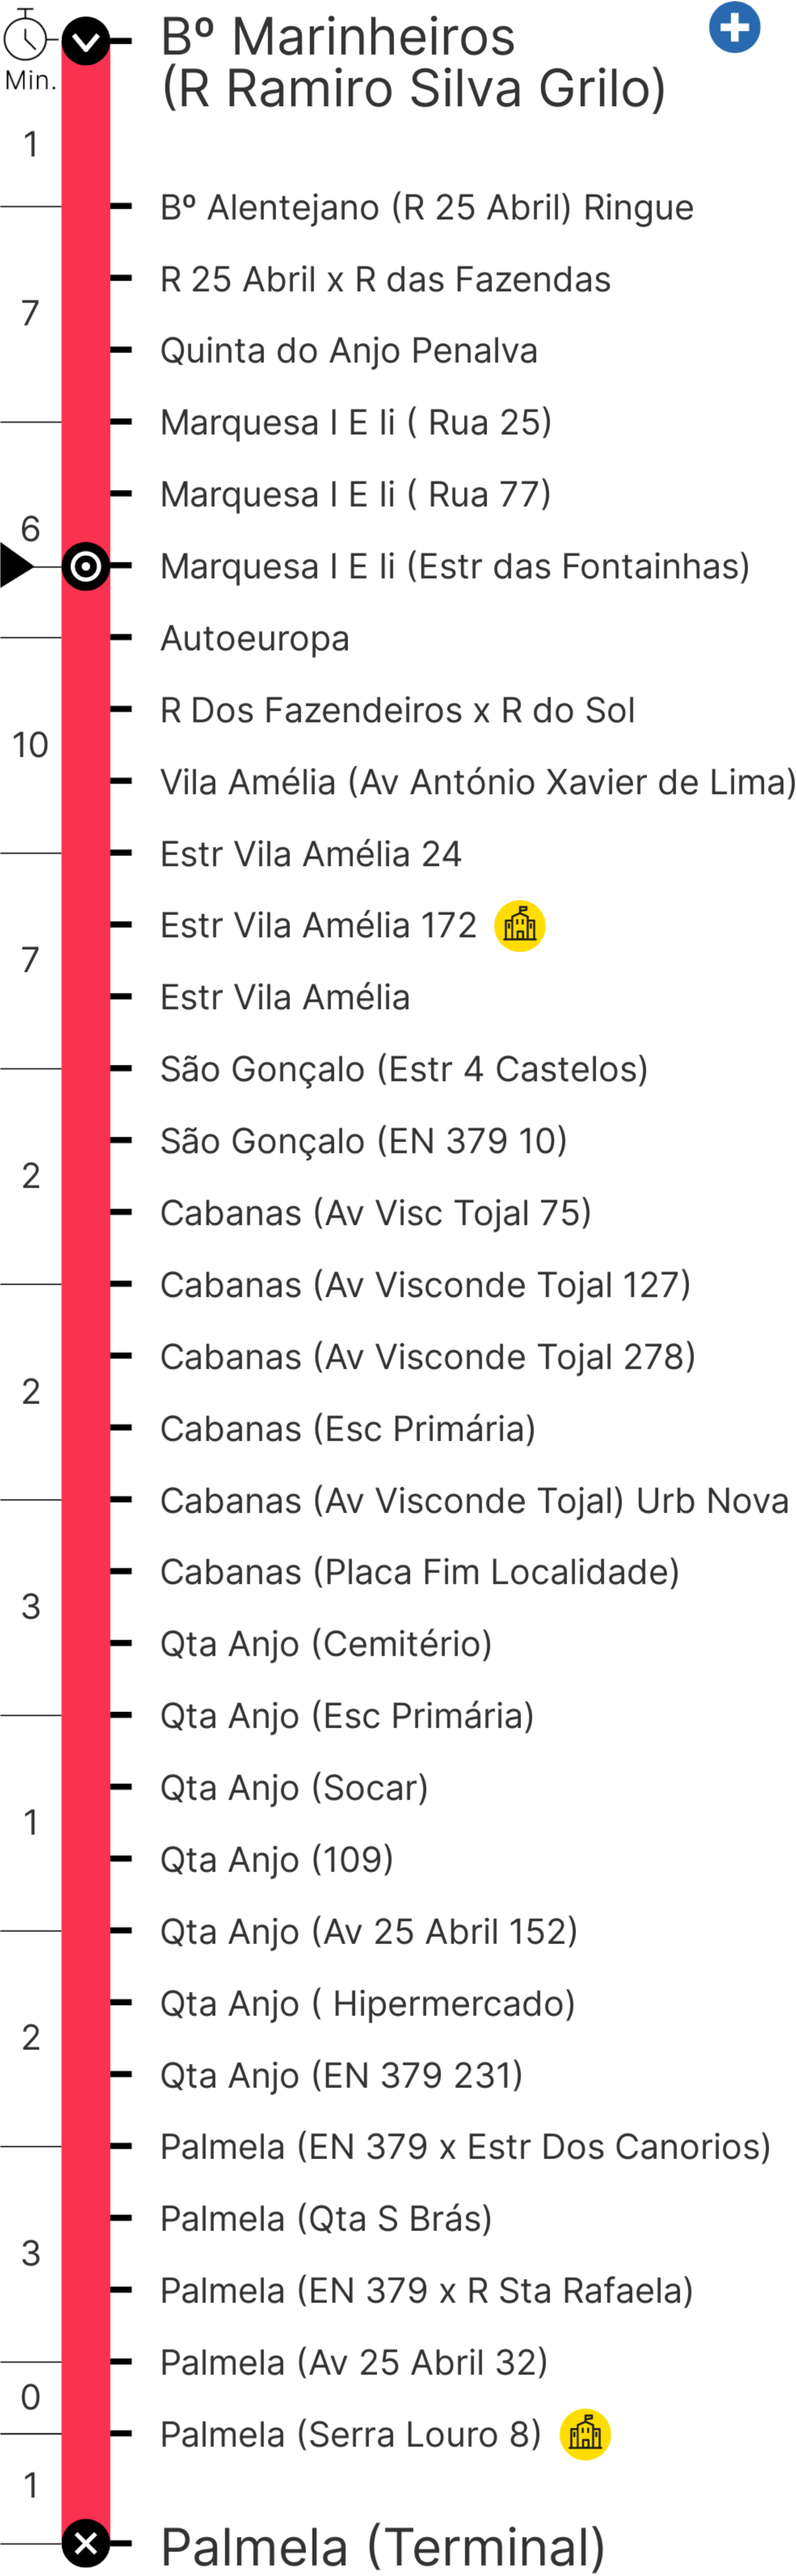 Bº Marinheiros
(R Ramiro Silva Grilo)
Min.
1
Bº Alentejano (R 25 Abril) Ringue
R 25 Abril x R das Fazendas
7
Quinta do Anjo Penalva
Marquesa I E Ii ( Rua 25)
Marquesa I E Ii ( Rua 77)
6
Marquesa I E Ii (Estr das Fontainhas)
Autoeuropa
R Dos Fazendeiros x R do Sol
10
Vila Amélia (Av António Xavier de Lima)
Estr Vila Amélia 24
Estr Vila Amélia 172
7
Estr Vila Amélia
São Gonçalo (Estr 4 Castelos)
São Gonçalo (EN 379 10)
2
Cabanas (Av Visc Tojal 75)
Cabanas (Av Visconde Tojal 127)
Cabanas (Av Visconde Tojal 278)
2
Cabanas (Esc Primária)
Cabanas (Av Visconde Tojal) Urb Nova
Cabanas (Placa Fim Localidade)
3
Qta Anjo (Cemitério)
Qta Anjo (Esc Primária)
Qta Anjo (Socar)
1
Qta Anjo (109)
Qta Anjo (Av 25 Abril 152)
Qta Anjo ( Hipermercado)
2
Qta Anjo (EN 379 231)
Palmela (EN 379 x Estr Dos Canorios)
Palmela (Qta S Brás)
3
Palmela (EN 379 x R Sta Rafaela)
Palmela (Av 25 Abril 32)
0
Palmela (Serra Louro 8)
1
Palmela (Terminal)